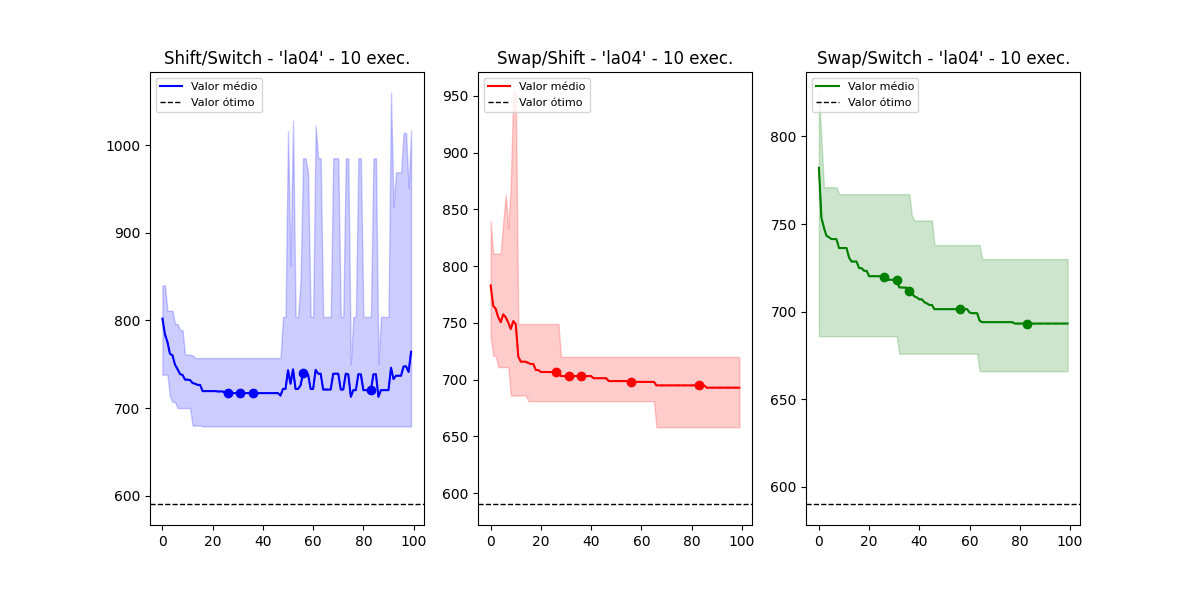 Shift/Switch - 'la04' - 10 exec.
Valor médio
Valor ótimo
1000
900
800
700
600
0 20 40 60 80 100
Swap/Shift - 'la04' - 10 exec.
Valor médio
Valor ótimo
950
900
850
800
750
700
650
600
0 20 40 60 80 100
Swap/Switch - 'la04' - 10 exec.
Valor médio
Valor ótimo
800
750
700
650
600
0 20 40 60 80 100